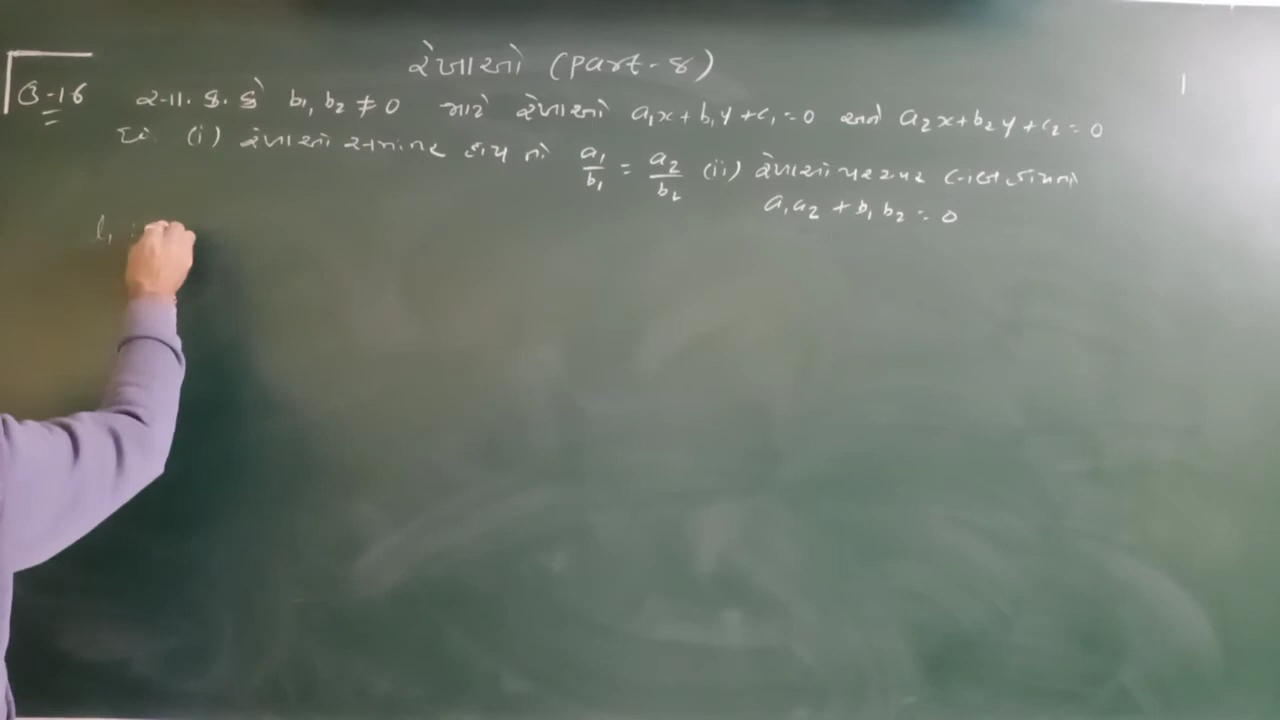 રેખાઓ (Part-8)
Q-16 સા.બિ. કે b₁, b₂ ≠ 0 માટે રેખાઓ a₁x + b₁y + c₁ = 0 અને a₂x + b₂y + c₂ = 0
છે. (i) રેખાઓ સમાંતર હોય તો a₁/b₁ = a₂/b₂ (ii) રેખાઓ પરસ્પર લંબ હોય તો
a₁a₂ + b₁b₂ = 0
l₁ :